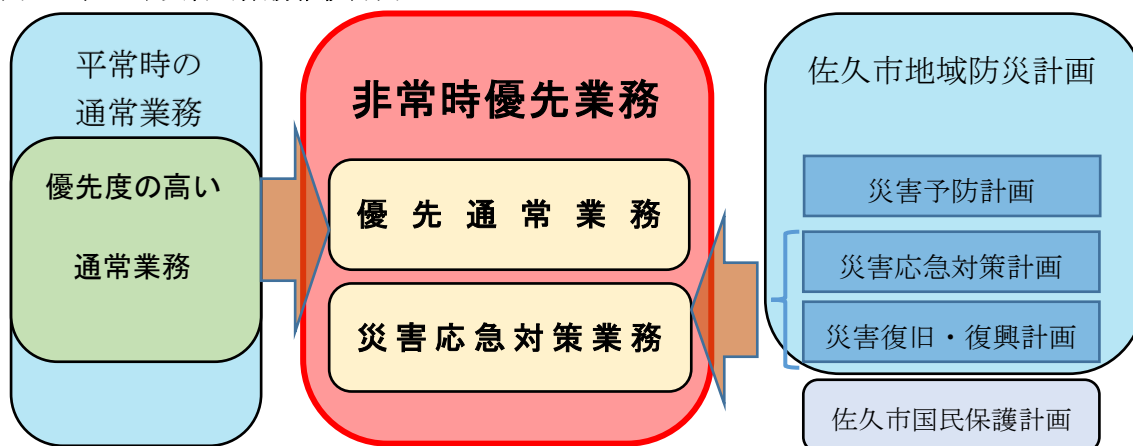 平常時の
通常業務
優先度の高い
通常業務
非常時優先業務
優先通常業務
災害応急対策業務
佐久市地域防災計画
災害予防計画
災害応急対策計画
災害復旧・復興計画
佐久市国民保護計画